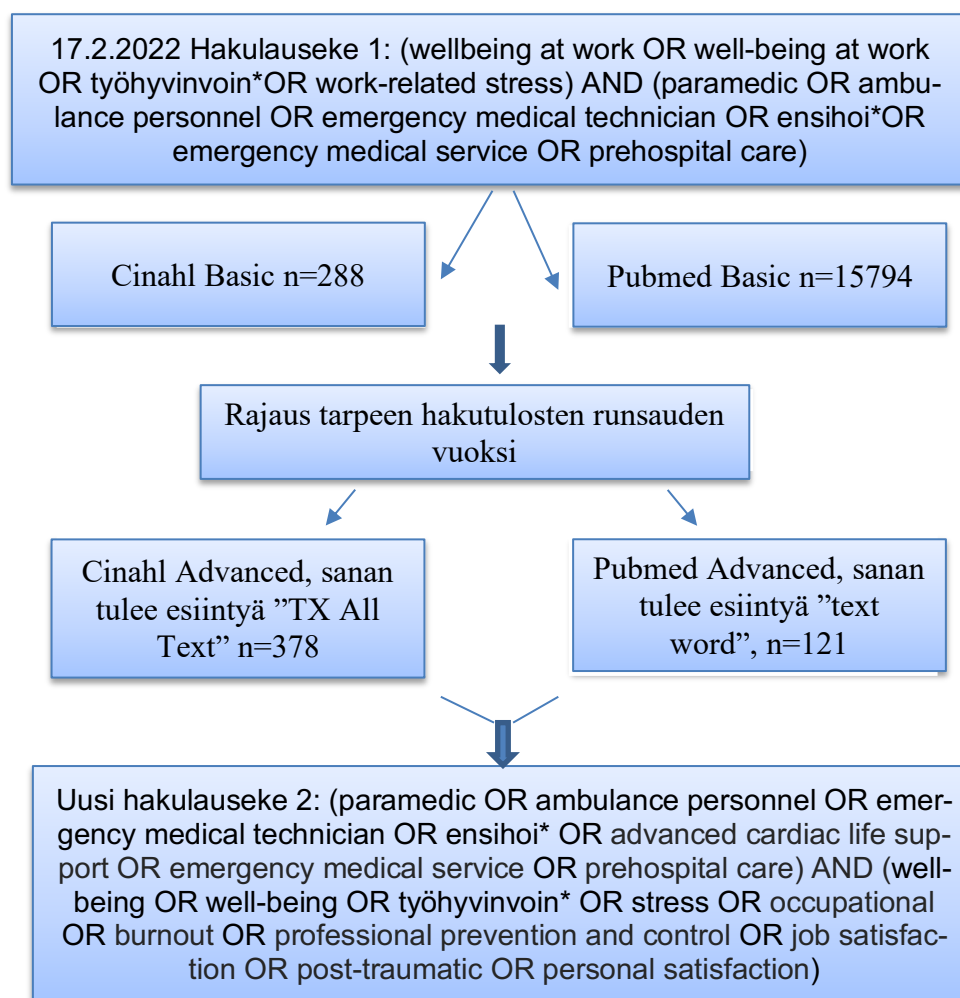 17.2.2022 Hakulauseke 1: (wellbeing at work OR well-being at work
OR työhyvinvoin*OR work-related stress) AND (paramedic OR ambu-
lance personnel OR emergency medical technician OR ensihoi*OR
emergency medical service OR prehospital care)
Cinahl Basic n=288
Pubmed Basic n=15794
Rajaus tarpeen hakutulosten runsauden
vuoksi
Cinahl Advanced, sanan
tulee esiintyä ”TX All
Text” n=378
Pubmed Advanced, sanan
tulee esiintyä ”text
word”, n=121
Uusi hakulauseke 2: (paramedic OR ambulance personnel OR emer-
gency medical technician OR ensihoi* OR advanced cardiac life sup-
port OR emergency medical service OR prehospital care) AND (well-
being OR well-being OR työhyvinvoin* OR stress OR occupational
OR burnout OR professional prevention and control OR job satisfac-
tion OR post-traumatic OR personal satisfaction)